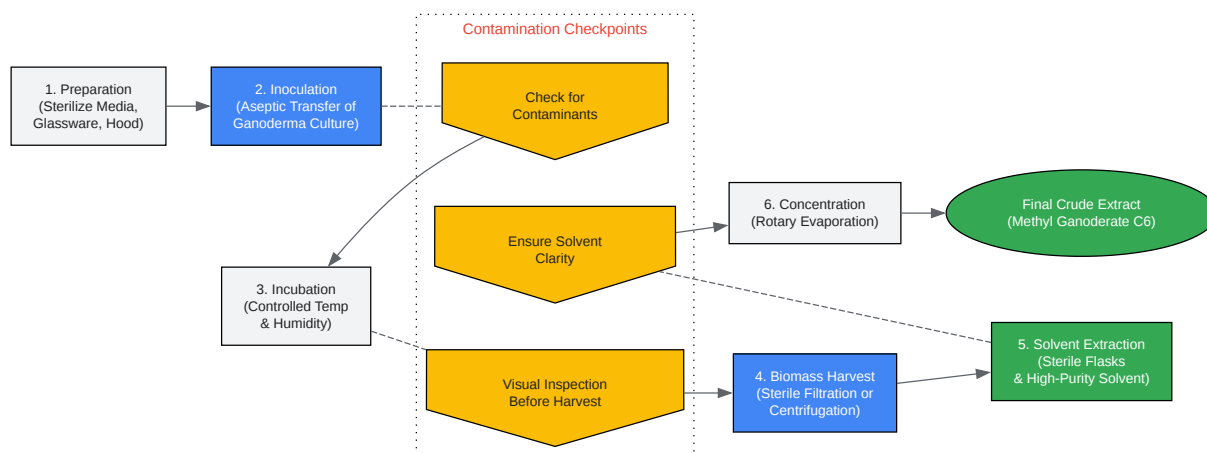 Contamination Checkpoints
1. Preparation
(Sterilize Media,
Glassware, Hood)
2. Inoculation
(Aseptic Transfer of
Ganoderma Culture)
Check for
Contaminants
3. Incubation
(Controlled Temp
& Humidity)
Visual Inspection
Before Harvest
4. Biomass Harvest
(Sterile Filtration or
Centrifugation)
5. Solvent Extraction
(Sterile Flasks
& High-Purity Solvent)
Ensure Solvent
Clarity
6. Concentration
(Rotary Evaporation)
Final Crude Extract
(Methyl Ganoderate C6)